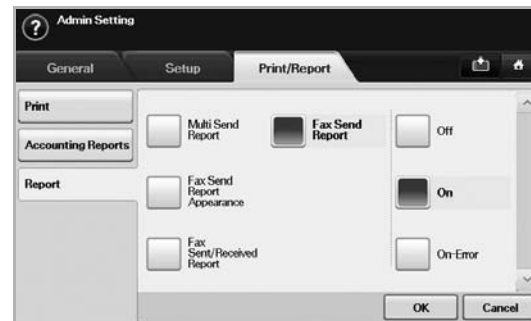 ? Admin Setting
General Setup Print/Report
Print
Accounting Reports
Report
Multi Send
Report
Fax Send
Report
Off
Fax Send
Report
Appearance
On
Fax
Sent/Received
Report
On-Error
OK Cancel